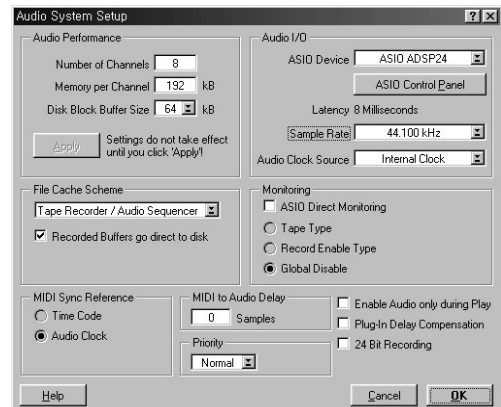 Audio System Setup
Audio Performance
Number of Channels 8
Memory per Channel 192 kB
Disk Block Buffer Size 64 kB
Apply
Settings do not take effect
until you click 'Apply'!
Audio I/O
ASIO Device ASIO ADSP24
ASIO Control Panel
Latency 8 Milliseconds
Sample Rate 44.100 kHz
Audio Clock Source Internal Clock
File Cache Scheme
Tape Recorder / Audio Sequencer
Recorded Buffers go direct to disk
Monitoring
ASIO Direct Monitoring
Tape Type
Record Enable Type
Global Disable
MIDI Sync Reference
Time Code
Audio Clock
MIDI to Audio Delay
0 Samples
Priority
Normal
Enable Audio only during Play
Plug-In Delay Compensation
24 Bit Recording
Help
Cancel
OK